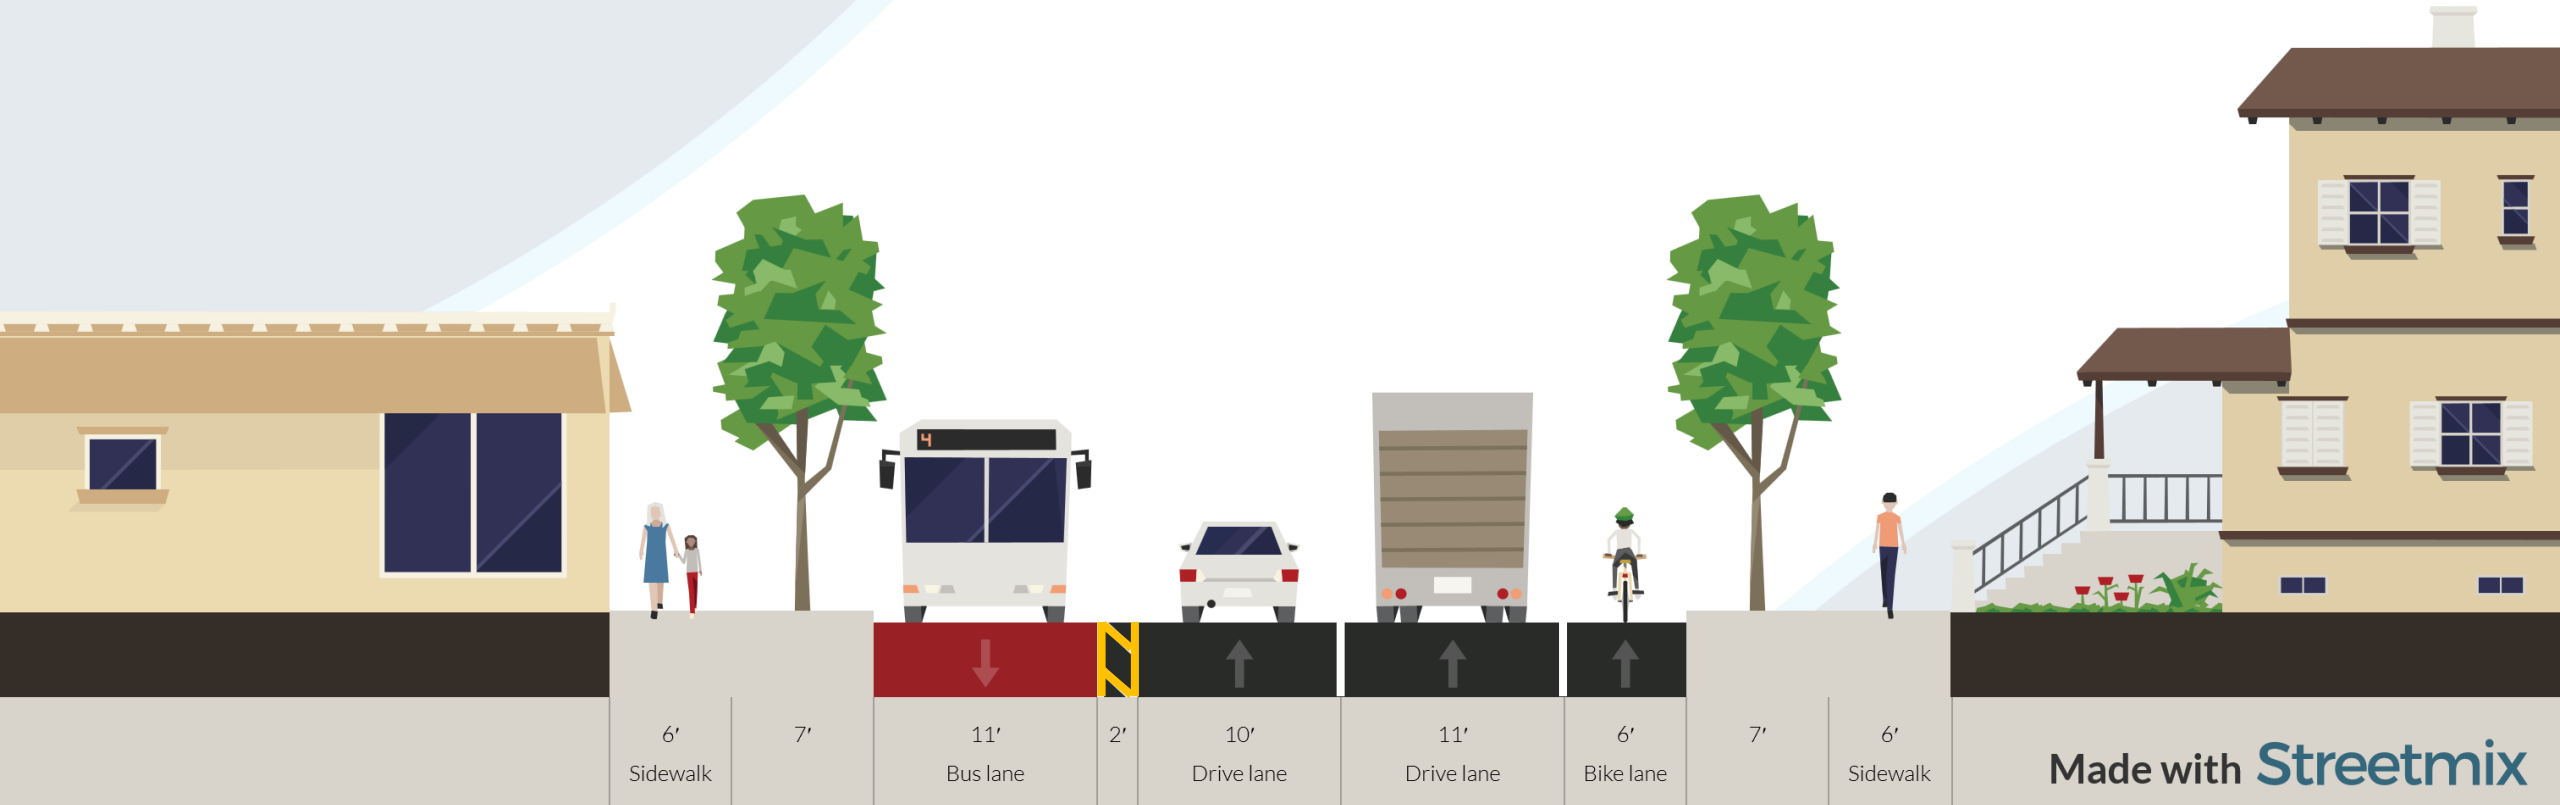 4
6′
7′
11′
2′
10′
11′
6′
7′
6′
Sidewalk
Bus lane
Drive lane
Drive lane
Bike lane
Sidewalk
Made with Streetmix